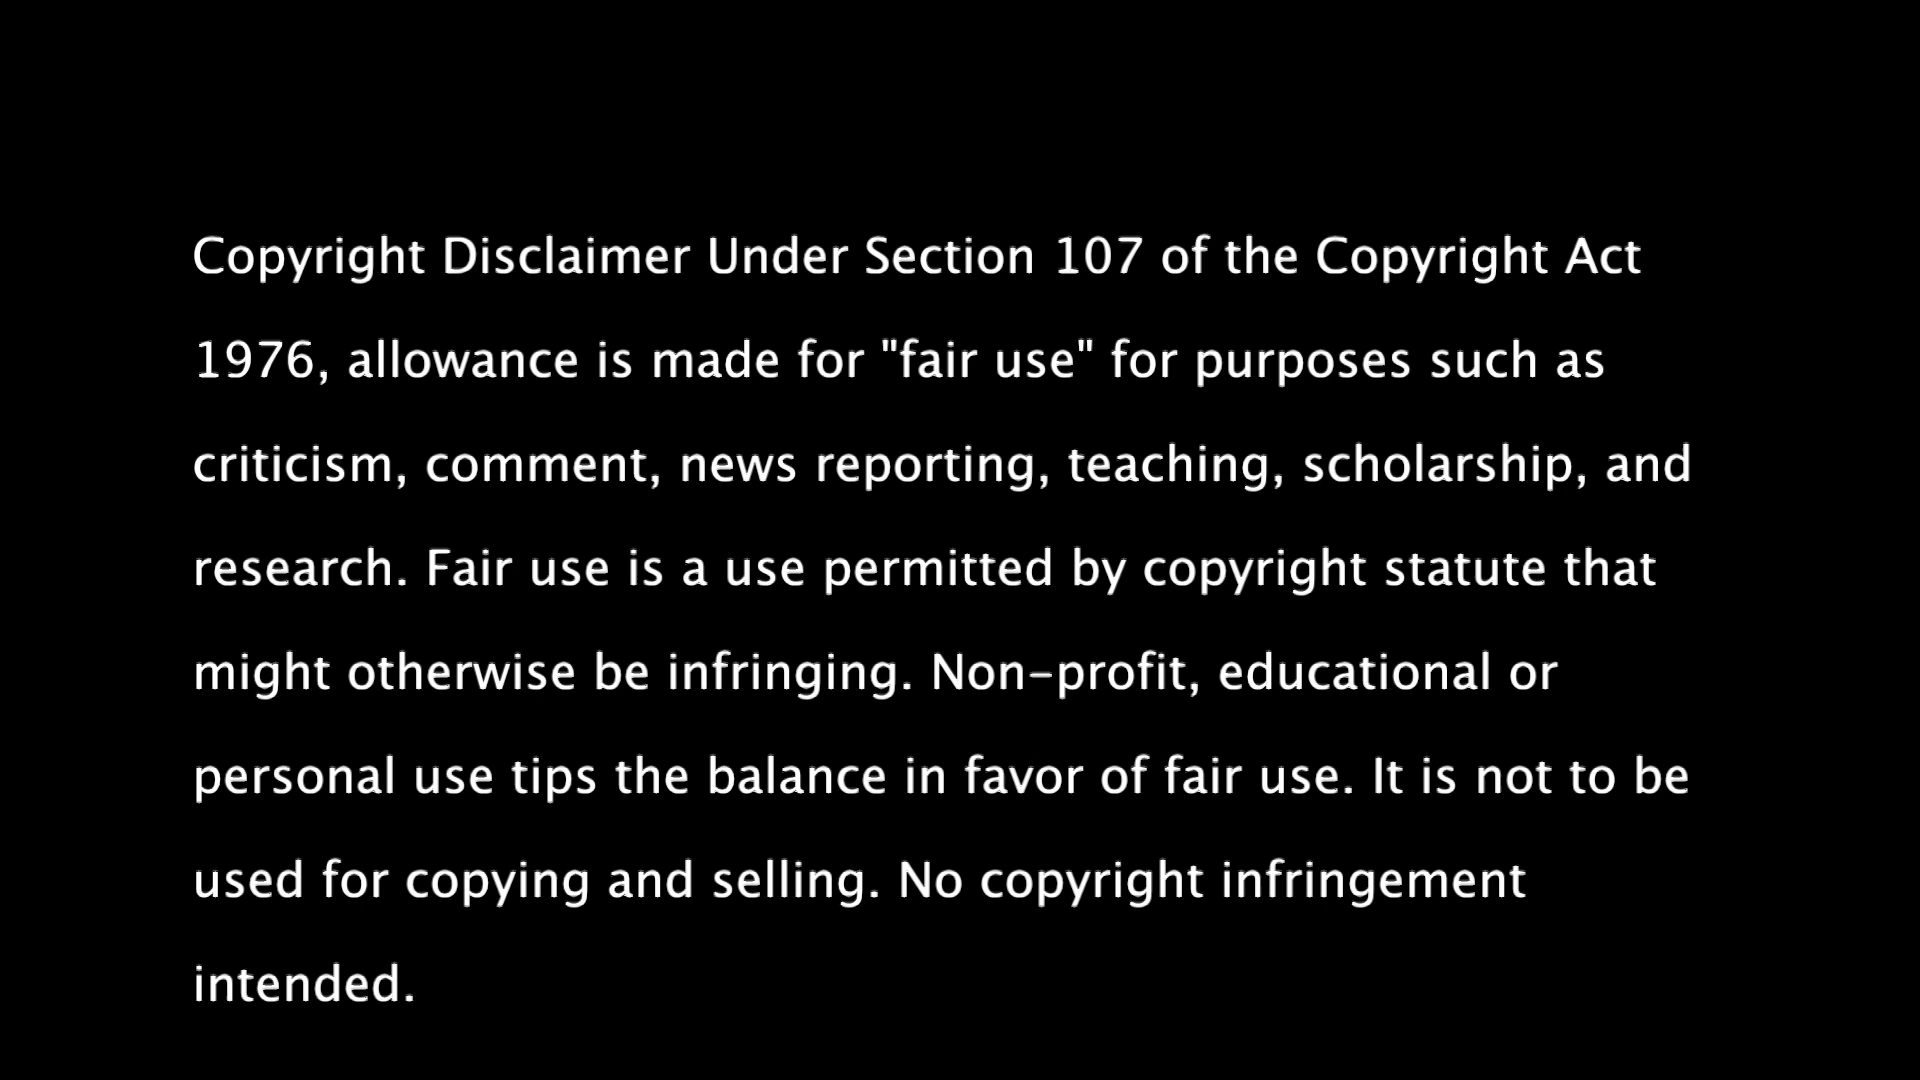 Copyright Disclaimer Under Section 107 of the Copyright Act
1976, allowance is made for "fair use" for purposes such as
criticism, comment, news reporting, teaching, scholarship, and
research. Fair use is a use permitted by copyright statute that
might otherwise be infringing. Non-profit, educational or
personal use tips the balance in favor of fair use. It is not to be
used for copying and selling. No copyright infringement
intended.